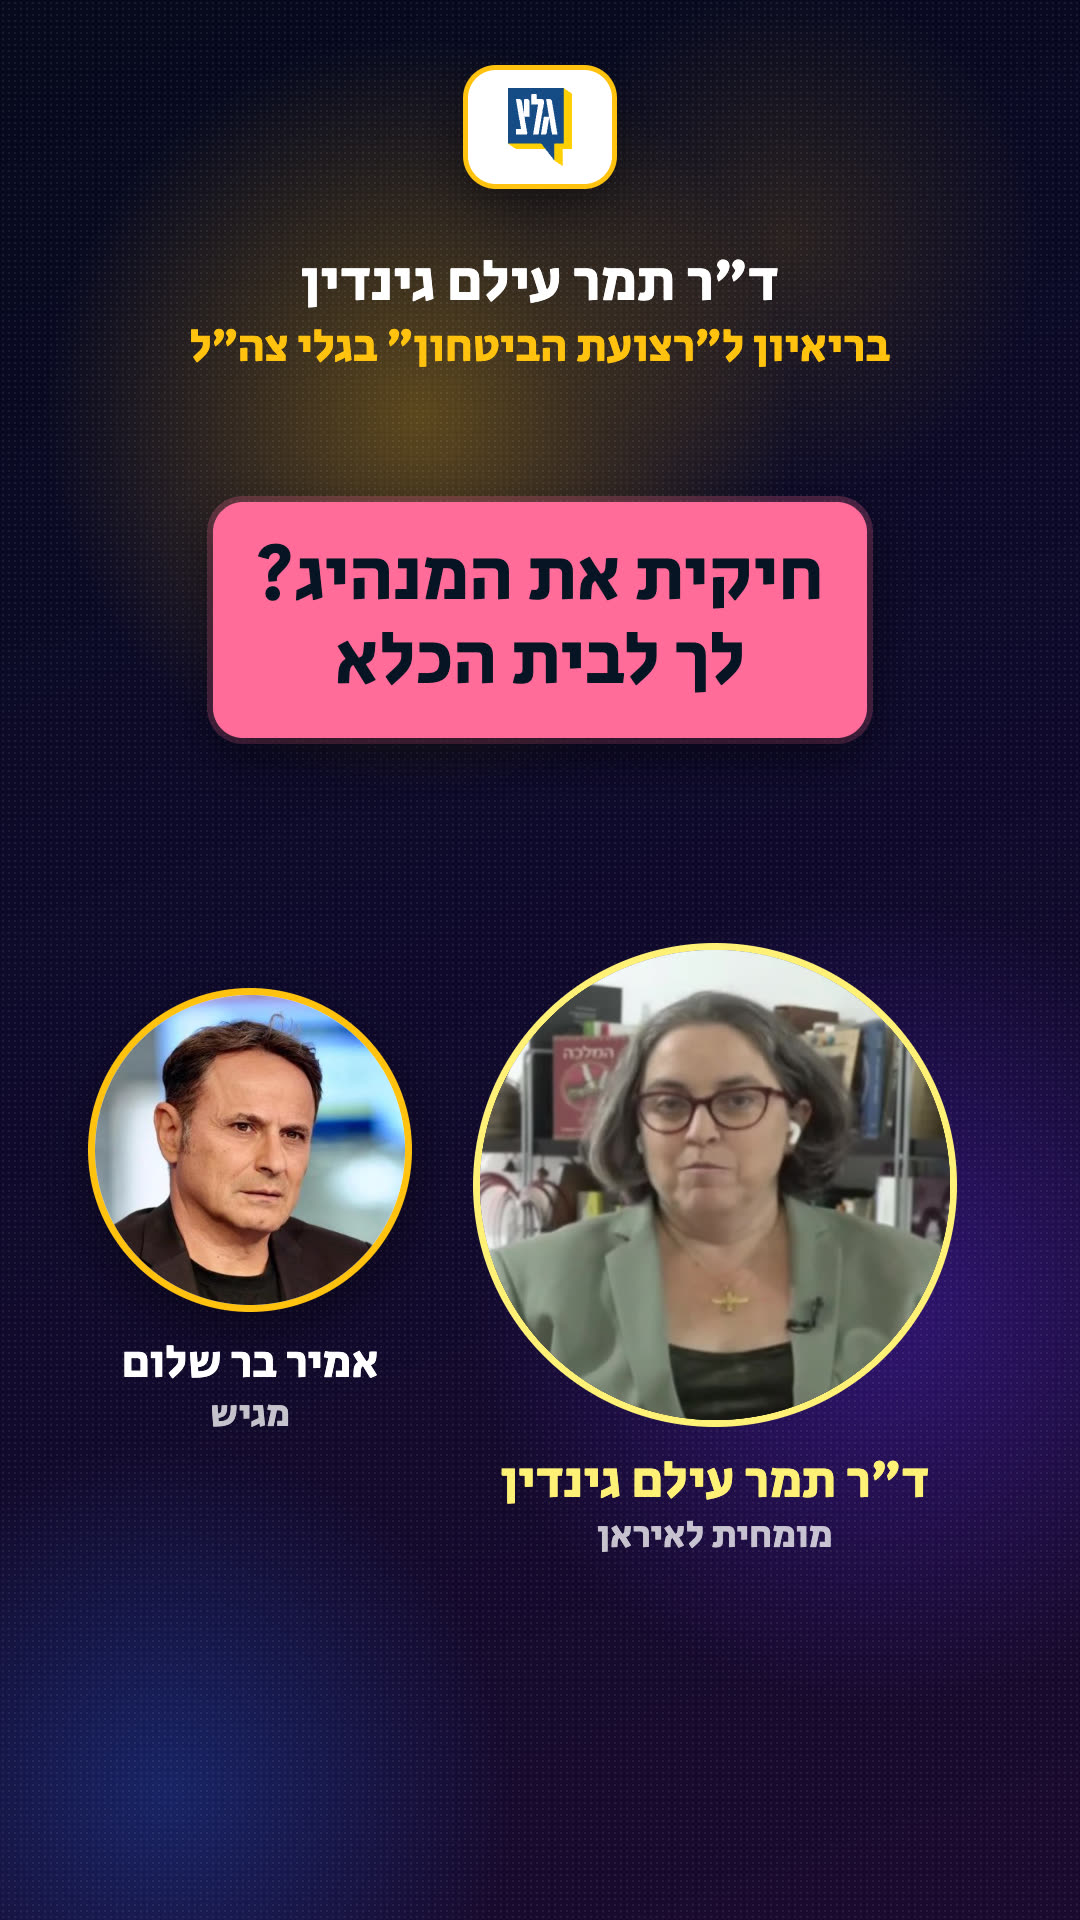 גלצ
ד"ר תמר עילם גינדין
בריאיון ל"רצועת הביטחון" בגלי צה"ל
חיקית את המנהיג?
לך לבית הכלא
המלכה
אמיר בר שלום
מגיש
ד"ר תמר עילם גינדין
מומחית לאיראן